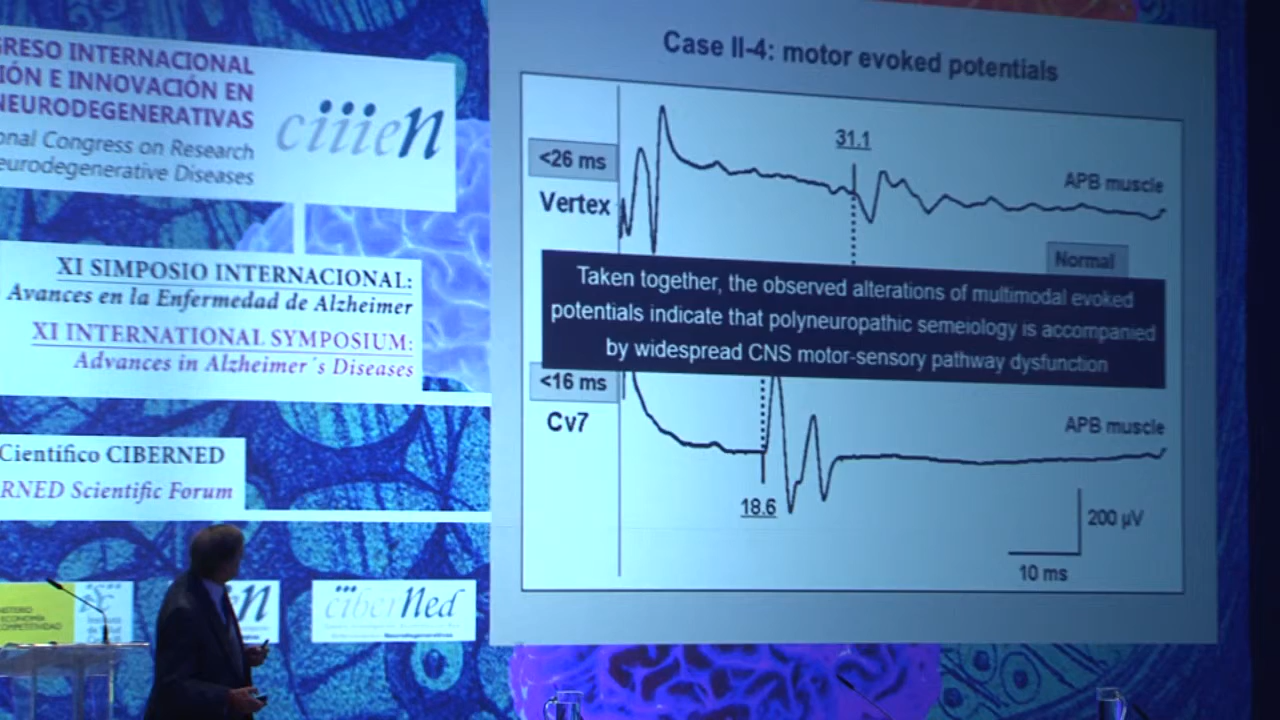 GRESO INTERNACIONAL
IÓN E INNOVACIÓN EN
NEURODEGENERATIVAS
onal Congress on Research
eurodegenerative Diseases
ciiien
XI SIMPOSIO INTERNACIONAL:
Avances en la Enfermedad de Alzheimer
XI INTERNATIONAL SYMPOSIUM:
Advances in Alzheimer´s Diseases
Científico CIBERNED
RNED Scientific Forum
ciberned
Case II-4: motor evoked potentials
31.1
<26 ms
APB muscle
Vertex
Normal
Taken together, the observed alterations of multimodal evoked
potentials indicate that polyneuropathic semeiology is accompanied
by widespread CNS motor-sensory pathway dysfunction
<16 ms
Cv7
APB muscle
18.6
200 µV
10 ms